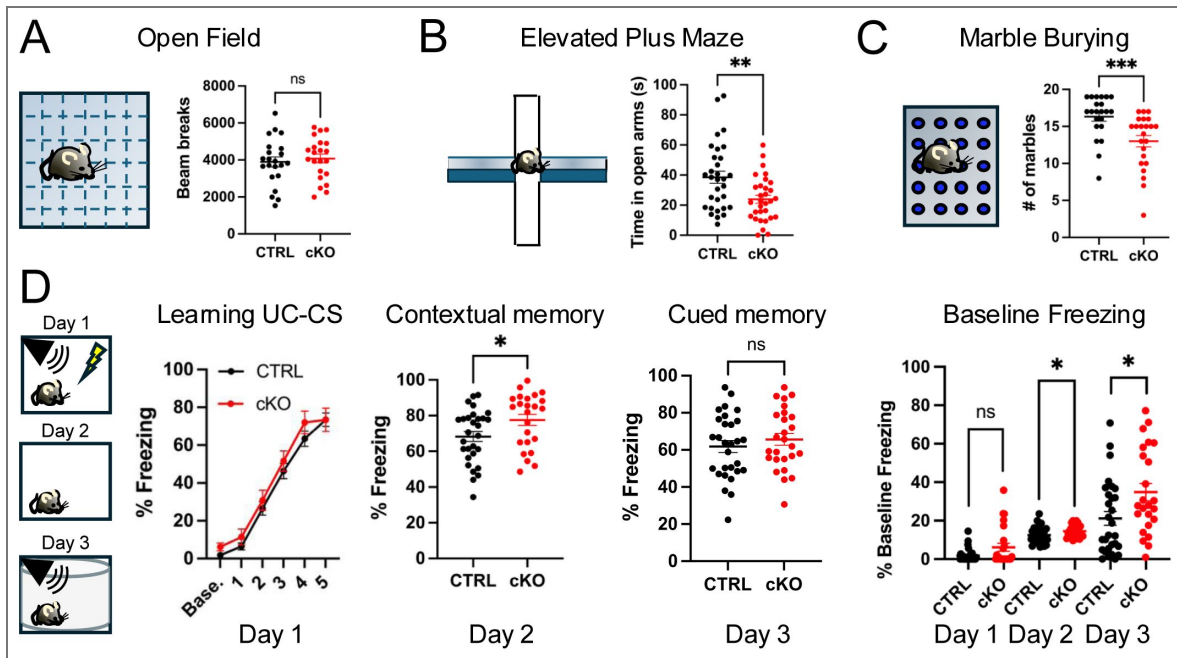 A
Open Field
Beam breaks
8000
6000
4000
2000
0
ns
CTRL
cKO
B
Elevated Plus Maze
Time in open arms (s)
100
80
60
40
20
0
**
CTRL
cKO
C
Marble Burying
# of marbles
20
15
10
5
0
***
CTRL
cKO
D
Day 1
Day 2
Day 3
Learning UC-CS
% Freezing
100
80
60
40
20
0
CTRL
cKO
Base.
1
2
3
4
5
Day 1
Contextual memory
% Freezing
100
80
60
40
20
0
*
CTRL
cKO
Day 2
Cued memory
% Freezing
100
80
60
40
20
0
ns
CTRL
cKO
Day 3
Baseline Freezing
% Baseline Freezing
100
80
60
40
20
0
ns
*
*
CTRL
cKO
CTRL
cKO
CTRL
cKO
Day 1
Day 2
Day 3